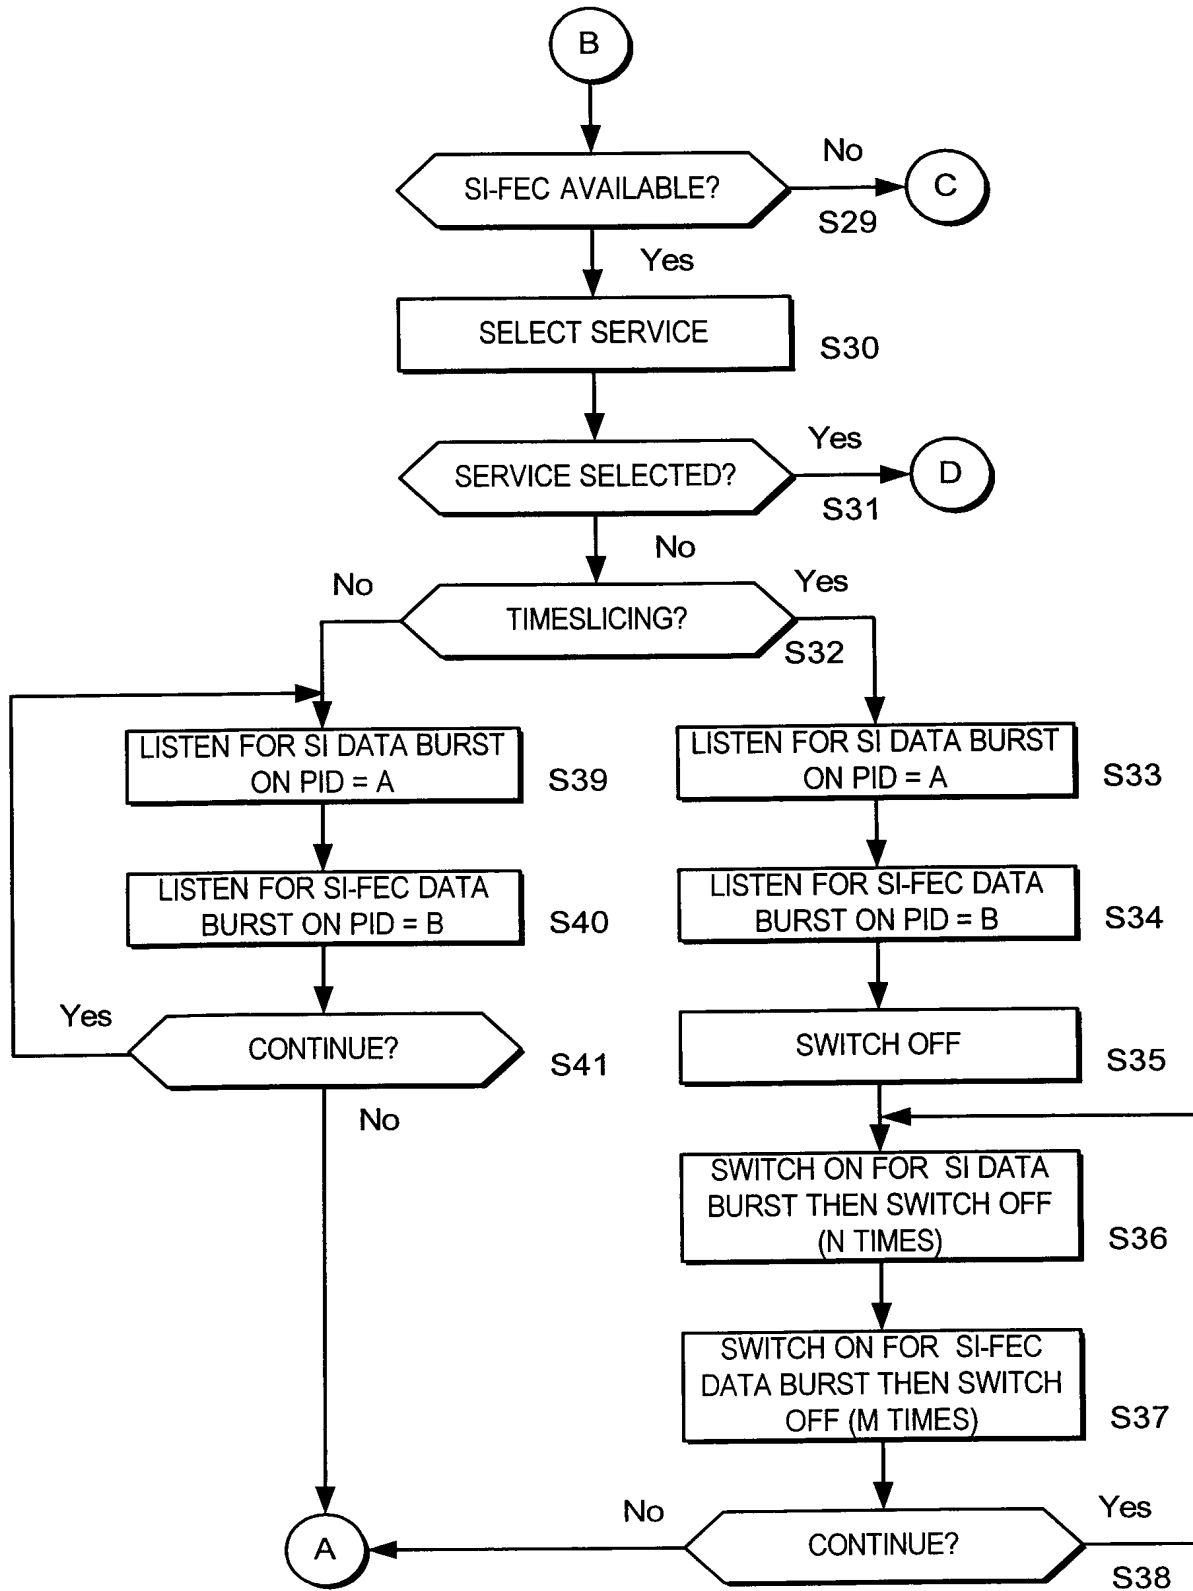 B
SI-FEC AVAILABLE?
No
C
S29
Yes
SELECT SERVICE
S30
SERVICE SELECTED?
Yes
D
S31
No
TIMESLICING?
No
Yes
S32
LISTEN FOR SI DATA BURST
ON PID = A
S39
LISTEN FOR SI DATA BURST
ON PID = A
S33
LISTEN FOR SI-FEC DATA
BURST ON PID = B
S40
LISTEN FOR SI-FEC DATA
BURST ON PID = B
S34
Yes
CONTINUE?
S41
No
SWITCH OFF
S35
SWITCH ON FOR SI DATA
BURST THEN SWITCH OFF
(N TIMES)
S36
SWITCH ON FOR SI-FEC
DATA BURST THEN SWITCH
OFF (M TIMES)
S37
A
No
CONTINUE?
Yes
S38